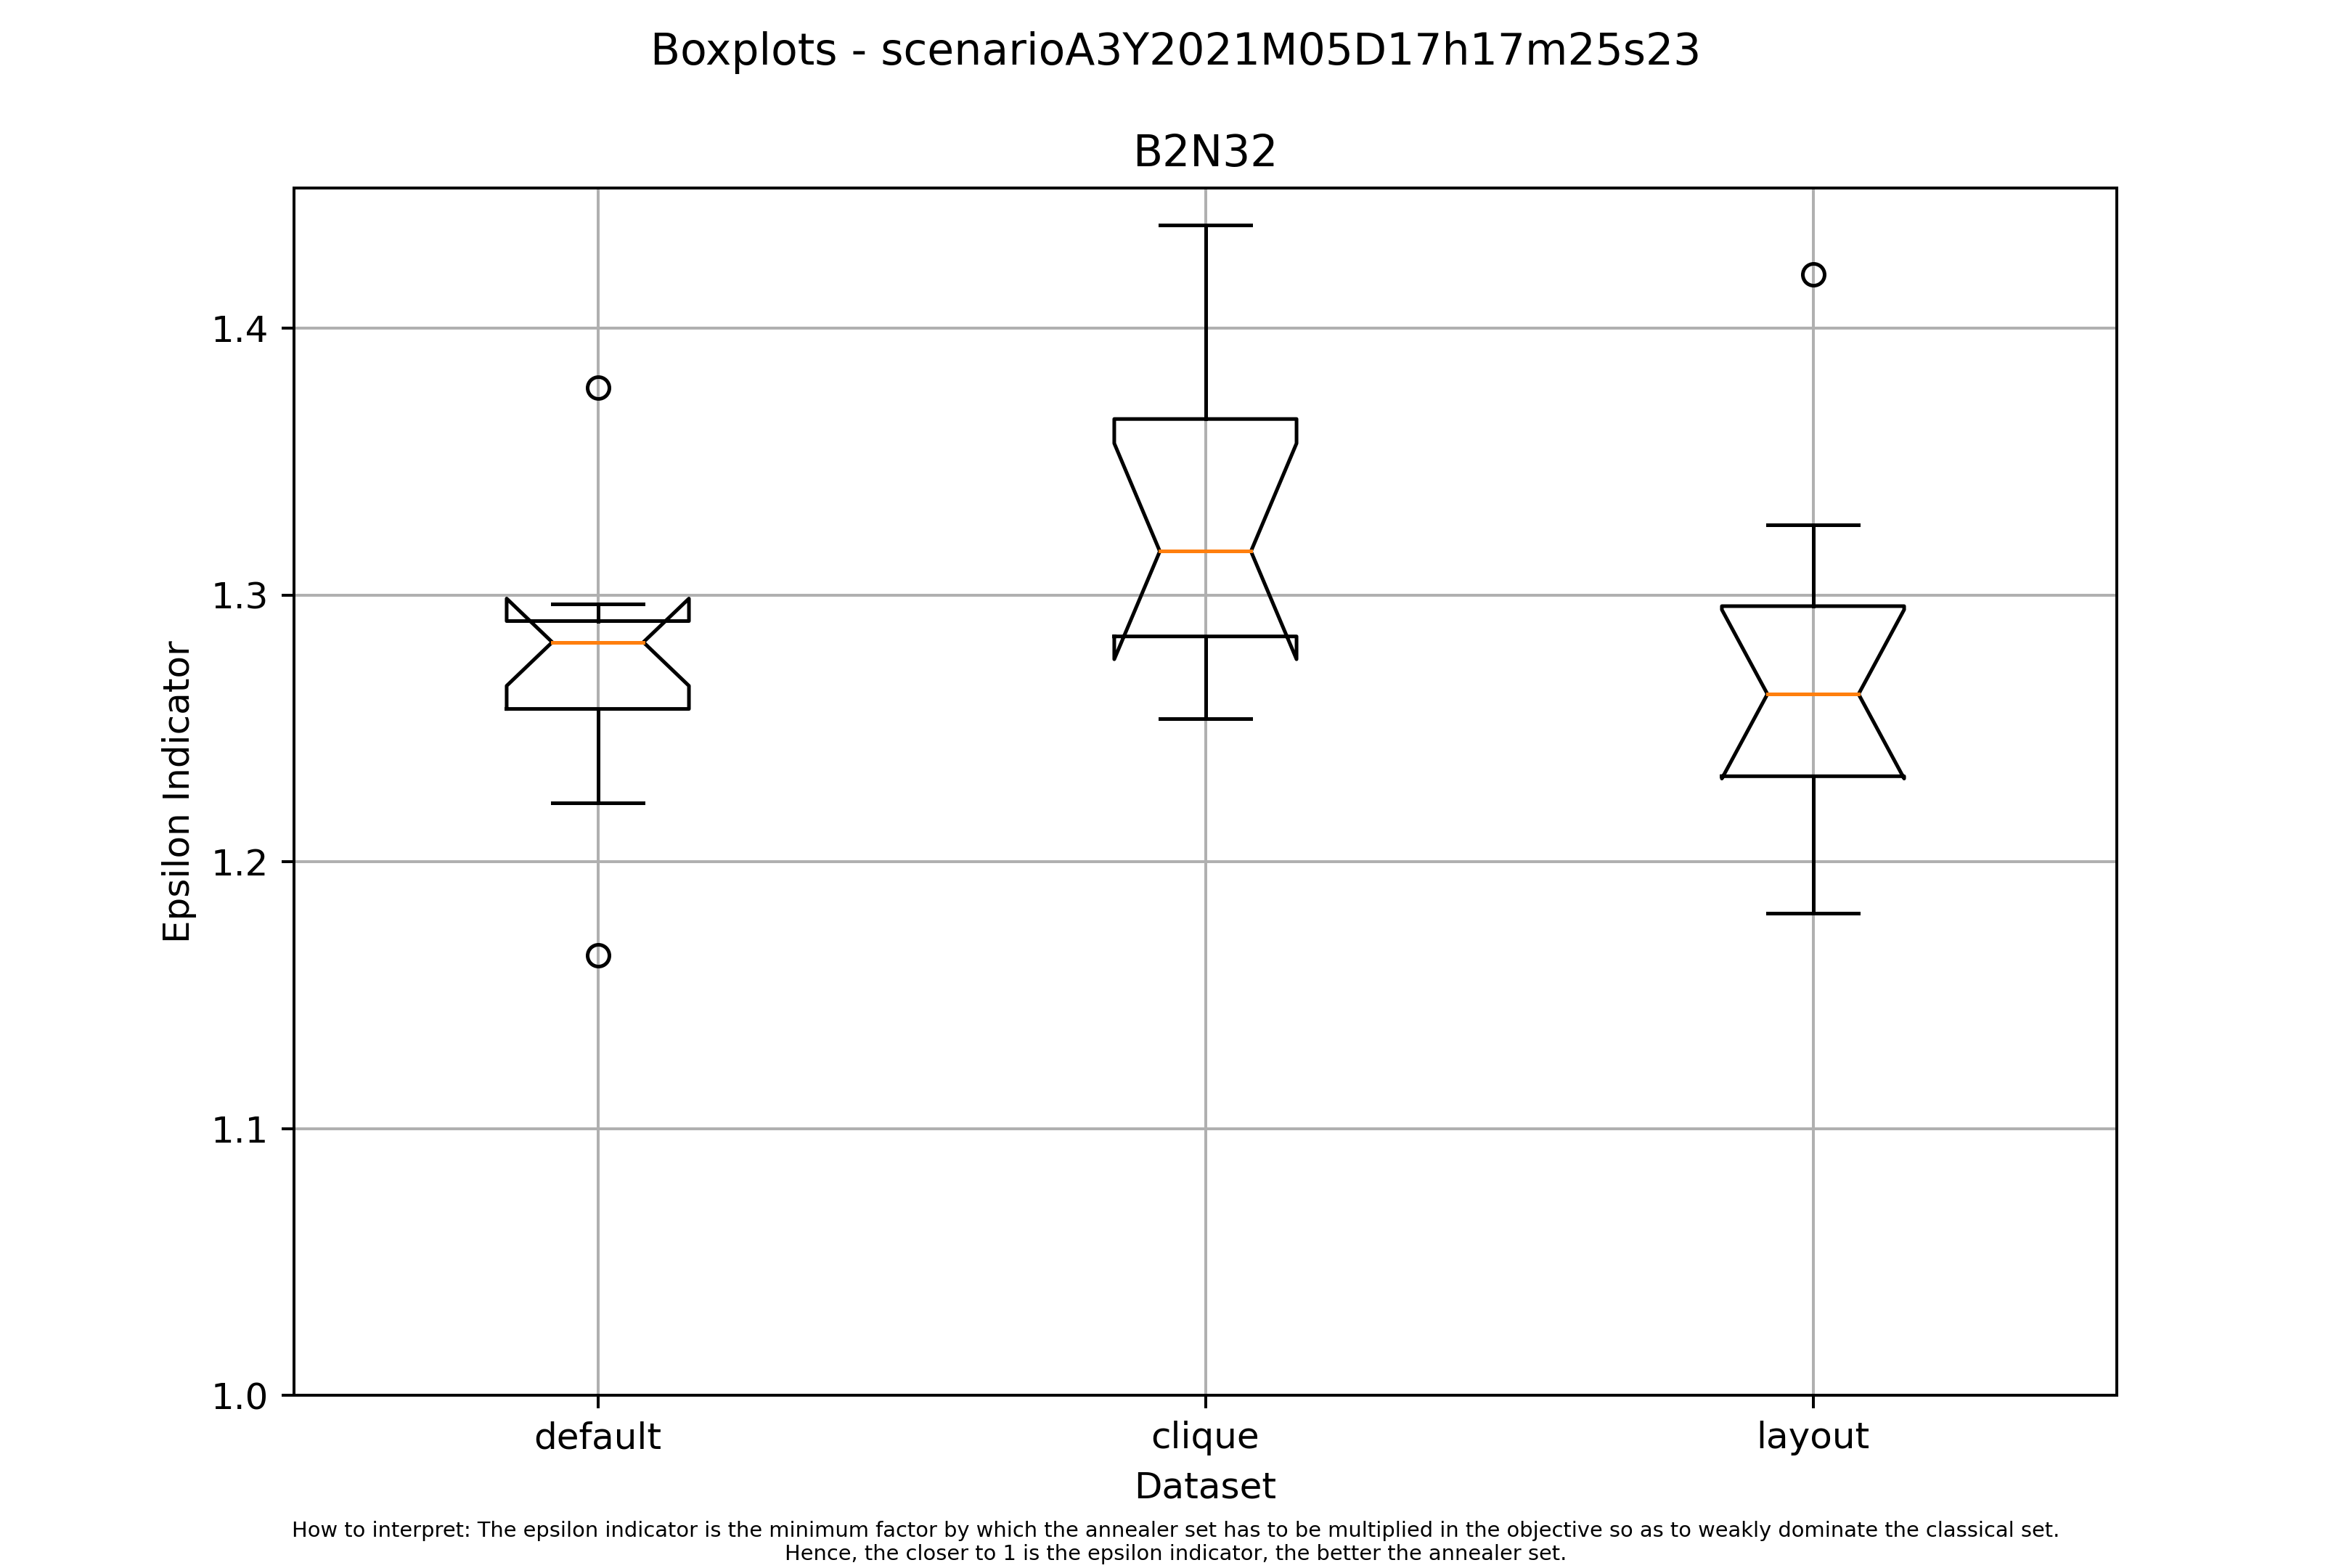 Boxplots - scenarioA3Y2021M05D17h17m25s23
B2N32
1.4
1.3
1.2
1.1
1.0
Epsilon Indicator
default
clique
layout
Dataset
How to interpret: The epsilon indicator is the minimum factor by which the annealer set has to be multiplied in the objective so as to weakly dominate the classical set.
Hence, the closer to 1 is the epsilon indicator, the better the annealer set.